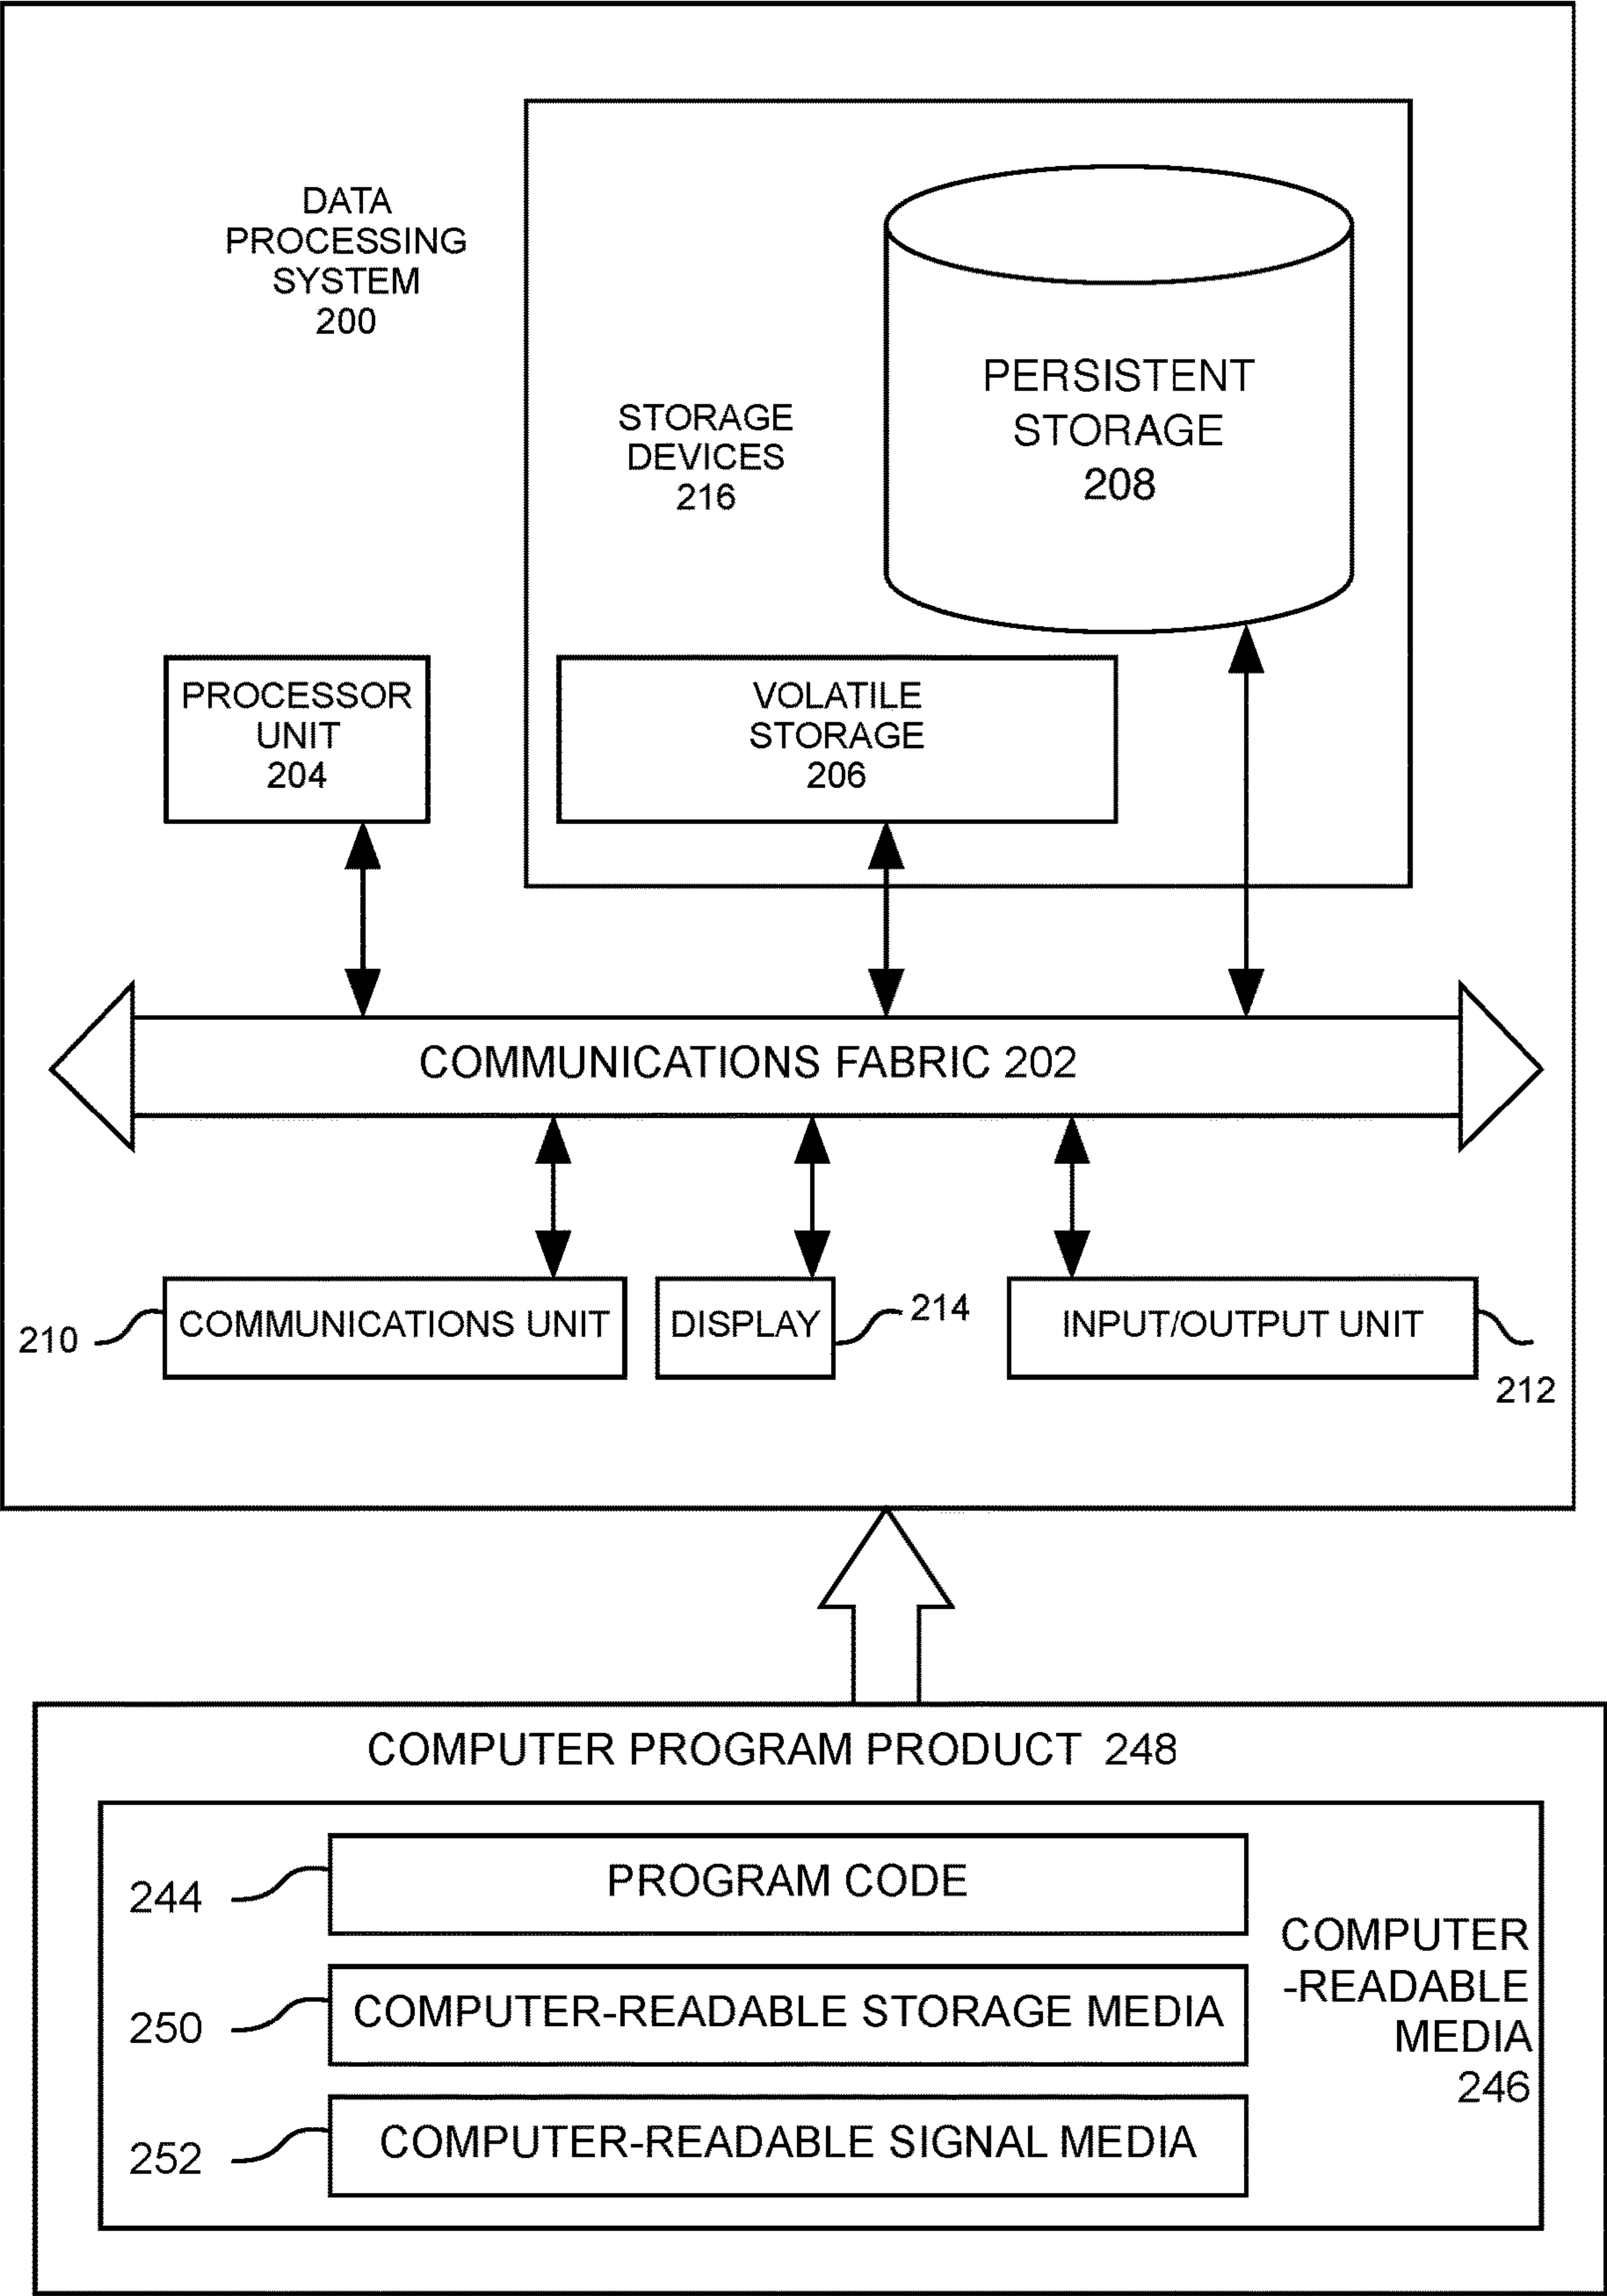 DATA
PROCESSING
SYSTEM
200
STORAGE
DEVICES
216
PERSISTENT
STORAGE
208
PROCESSOR
UNIT
204
VOLATILE
STORAGE
206
COMMUNICATIONS FABRIC 202
210
COMMUNICATIONS UNIT
DISPLAY
214
INPUT/OUTPUT UNIT
212
COMPUTER PROGRAM PRODUCT 248
244
PROGRAM CODE
250
COMPUTER-READABLE STORAGE MEDIA
252
COMPUTER-READABLE SIGNAL MEDIA
COMPUTER
-READABLE
MEDIA
246